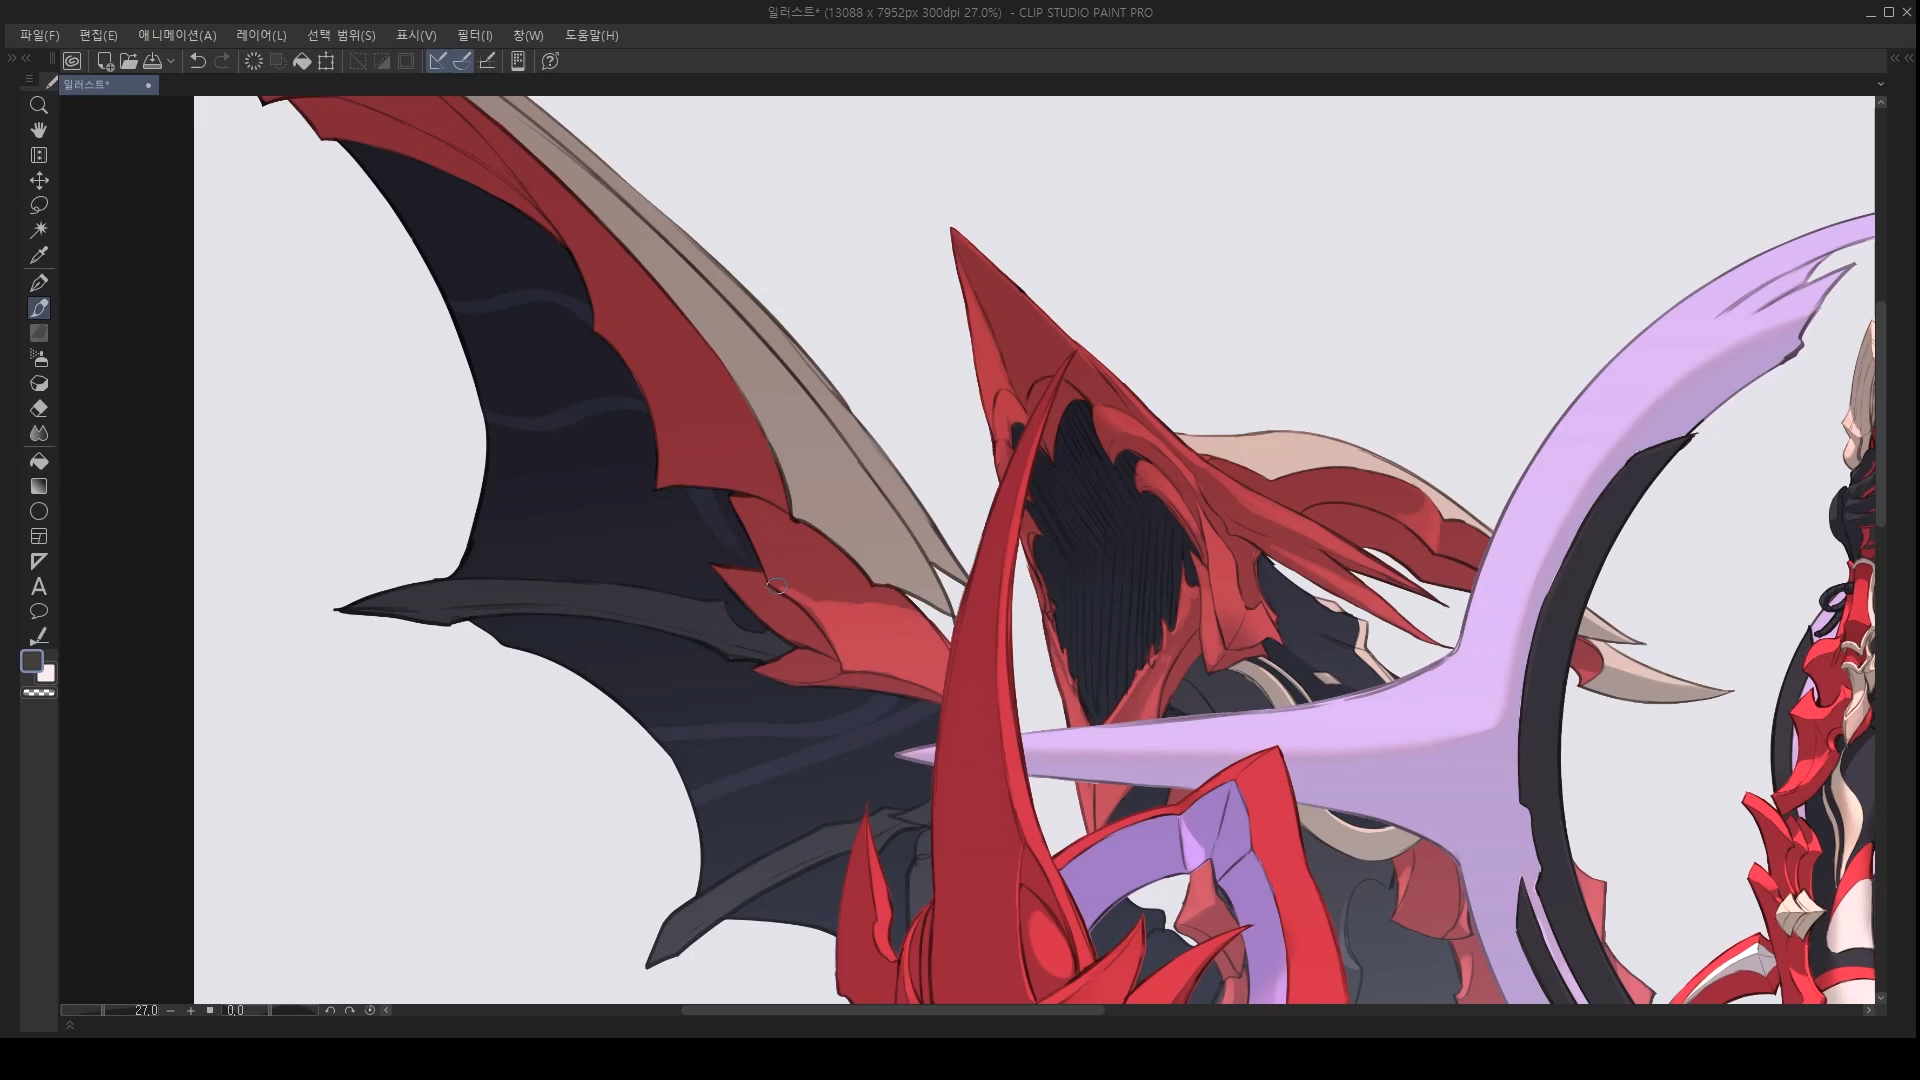 일러스트* (13088 x 7952px 300dpi 27.0%) - CLIP STUDIO PAINT PRO
파일(F) 편집(E) 애니메이션(A) 레이어(L) 선택 범위(S) 표시(V) 필터(I) 창(W) 도움말(H)
일러스트*
27.0 0.0